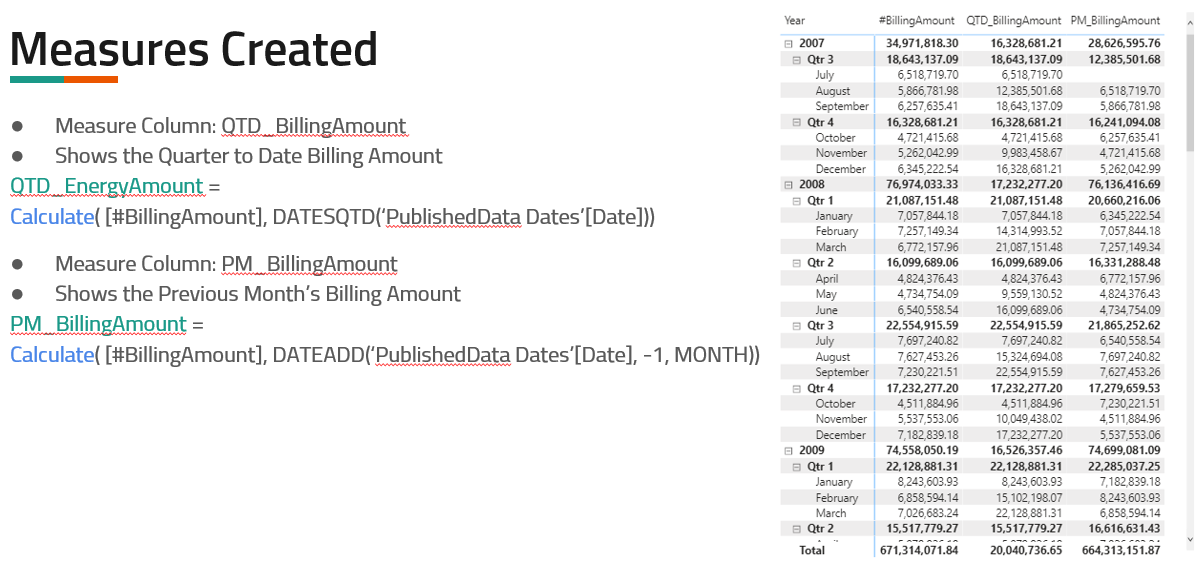 Measures Created
● Measure Column: QTD_BillingAmount
● Shows the Quarter to Date Billing Amount
QTD_EnergyAmount =
Calculate( [#BillingAmount], DATESQTD(‘PublishedData Dates’[Date]))
● Measure Column: PM_BillingAmount
● Shows the Previous Month’s Billing Amount
PM_BillingAmount =
Calculate( [#BillingAmount], DATEADD(‘PublishedData Dates’[Date], -1, MONTH))
Year #BillingAmount QTD_BillingAmount PM_BillingAmount
2007 34,971,818.30 16,328,681.21 28,626,595.76
Qtr 3 18,643,137.09 18,643,137.09 12,385,501.68
July 6,518,719.70 6,518,719.70
August 5,866,781.98 12,385,501.68 6,518,719.70
September 6,257,635.41 18,643,137.09 5,866,781.98
Qtr 4 16,328,681.21 16,328,681.21 16,241,094.08
October 4,721,415.68 4,721,415.68 6,257,635.41
November 5,262,042.99 9,983,458.67 4,721,415.68
December 6,345,222.54 16,328,681.21 5,262,042.99
2008 76,974,033.33 17,232,277.20 76,136,416.69
Qtr 1 21,087,151.48 21,087,151.48 20,660,216.06
January 7,057,844.18 7,057,844.18 6,345,222.54
February 7,257,149.34 14,314,993.52 7,057,844.18
March 6,772,157.96 21,087,151.48 7,257,149.34
Qtr 2 16,099,689.06 16,099,689.06 16,331,288.48
April 4,824,376.43 4,824,376.43 6,772,157.96
May 4,734,754.09 9,559,130.52 4,824,376.43
June 6,540,558.54 16,099,689.06 4,734,754.09
Qtr 3 22,554,915.59 22,554,915.59 21,865,252.62
July 7,697,240.82 7,697,240.82 6,540,558.54
August 7,627,453.26 15,324,694.08 7,697,240.82
September 7,230,221.51 22,554,915.59 7,627,453.26
Qtr 4 17,232,277.20 17,232,277.20 17,279,659.53
October 4,511,884.96 4,511,884.96 7,230,221.51
November 5,537,553.06 10,049,438.02 4,511,884.96
December 7,182,839.18 17,232,277.20 5,537,553.06
2009 74,558,050.19 16,526,357.46 74,699,081.09
Qtr 1 22,128,881.31 22,128,881.31 22,285,037.25
January 8,243,603.93 8,243,603.93 7,182,839.18
February 6,858,594.14 15,102,198.07 8,243,603.93
March 7,026,683.24 22,128,881.31 6,858,594.14
Qtr 2 15,517,779.27 15,517,779.27 16,616,631.43
Total 671,314,071.84 20,040,736.65 664,313,151.87